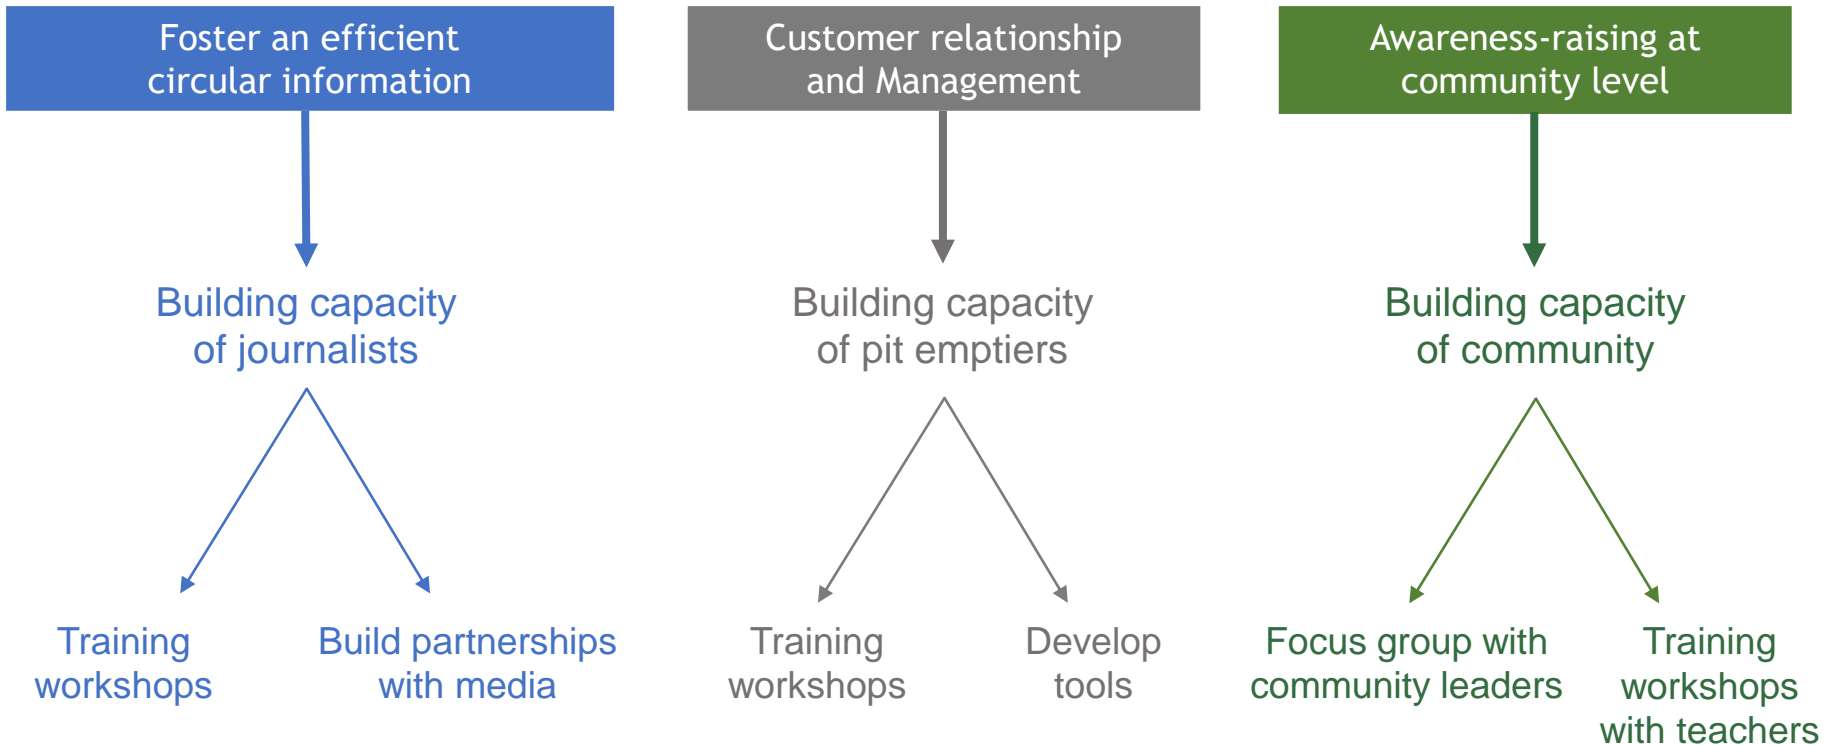 Foster an efficient
circular information
Customer relationship
and Management
Awareness-raising at
community level
Building capacity
of journalists
Building capacity
of pit emptiers
Building capacity
of community
Training
workshops
Build partnerships
with media
Training
workshops
Develop
tools
Focus group with
community leaders
Training
workshops
with teachers